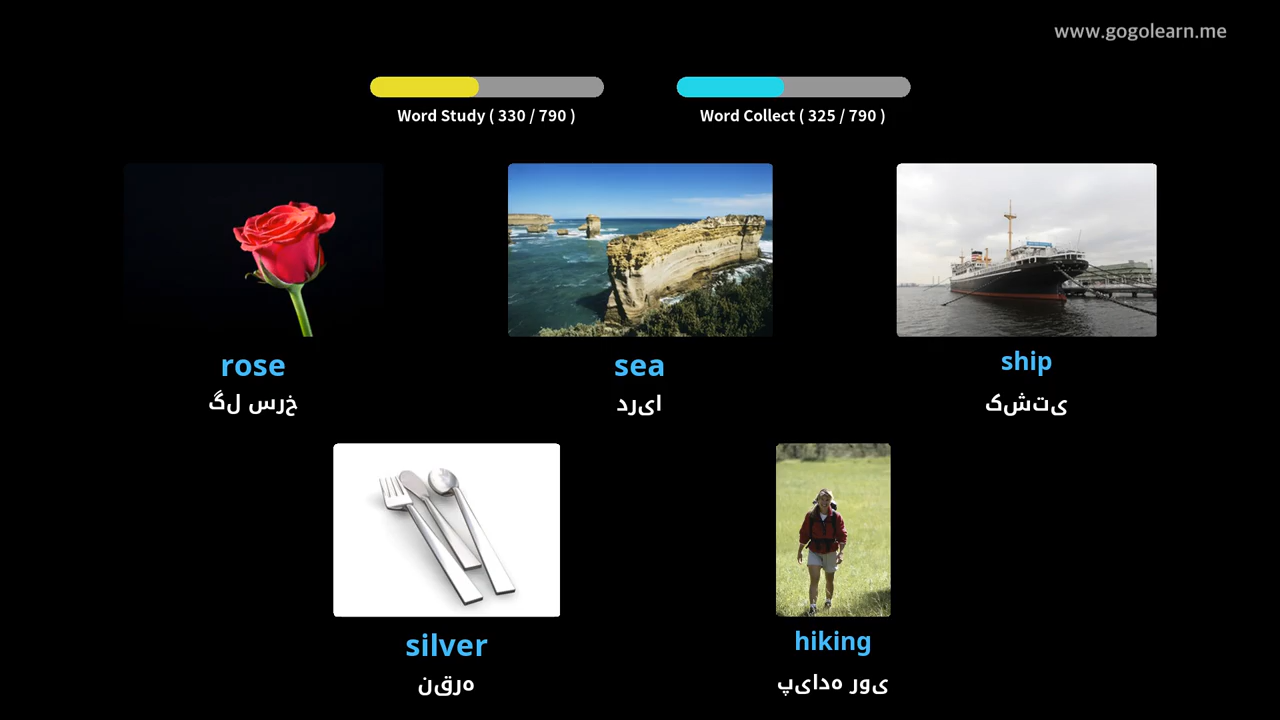 www.gogolearn.me
Word Study ( 330 / 790 )
Word Collect ( 325 / 790 )
rose
گل سرخ
sea
دریا
ship
کشتی
silver
نقره
hiking
پیاده روی